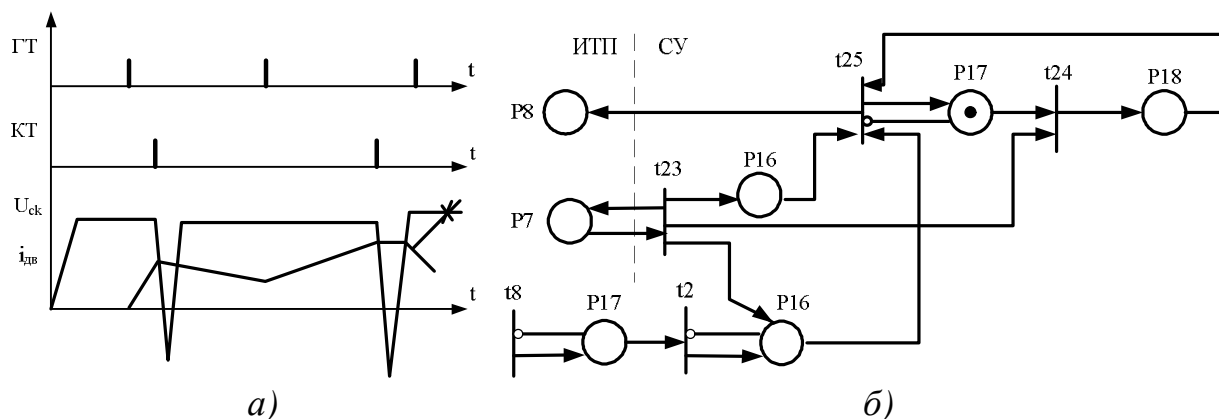 ГТ
t
КТ
t
Uck
iдв
t
а)
ИТП
СУ
t25
P17
t24
P18
P8
t23
P16
P7
t8
P17
t2
P16
б)